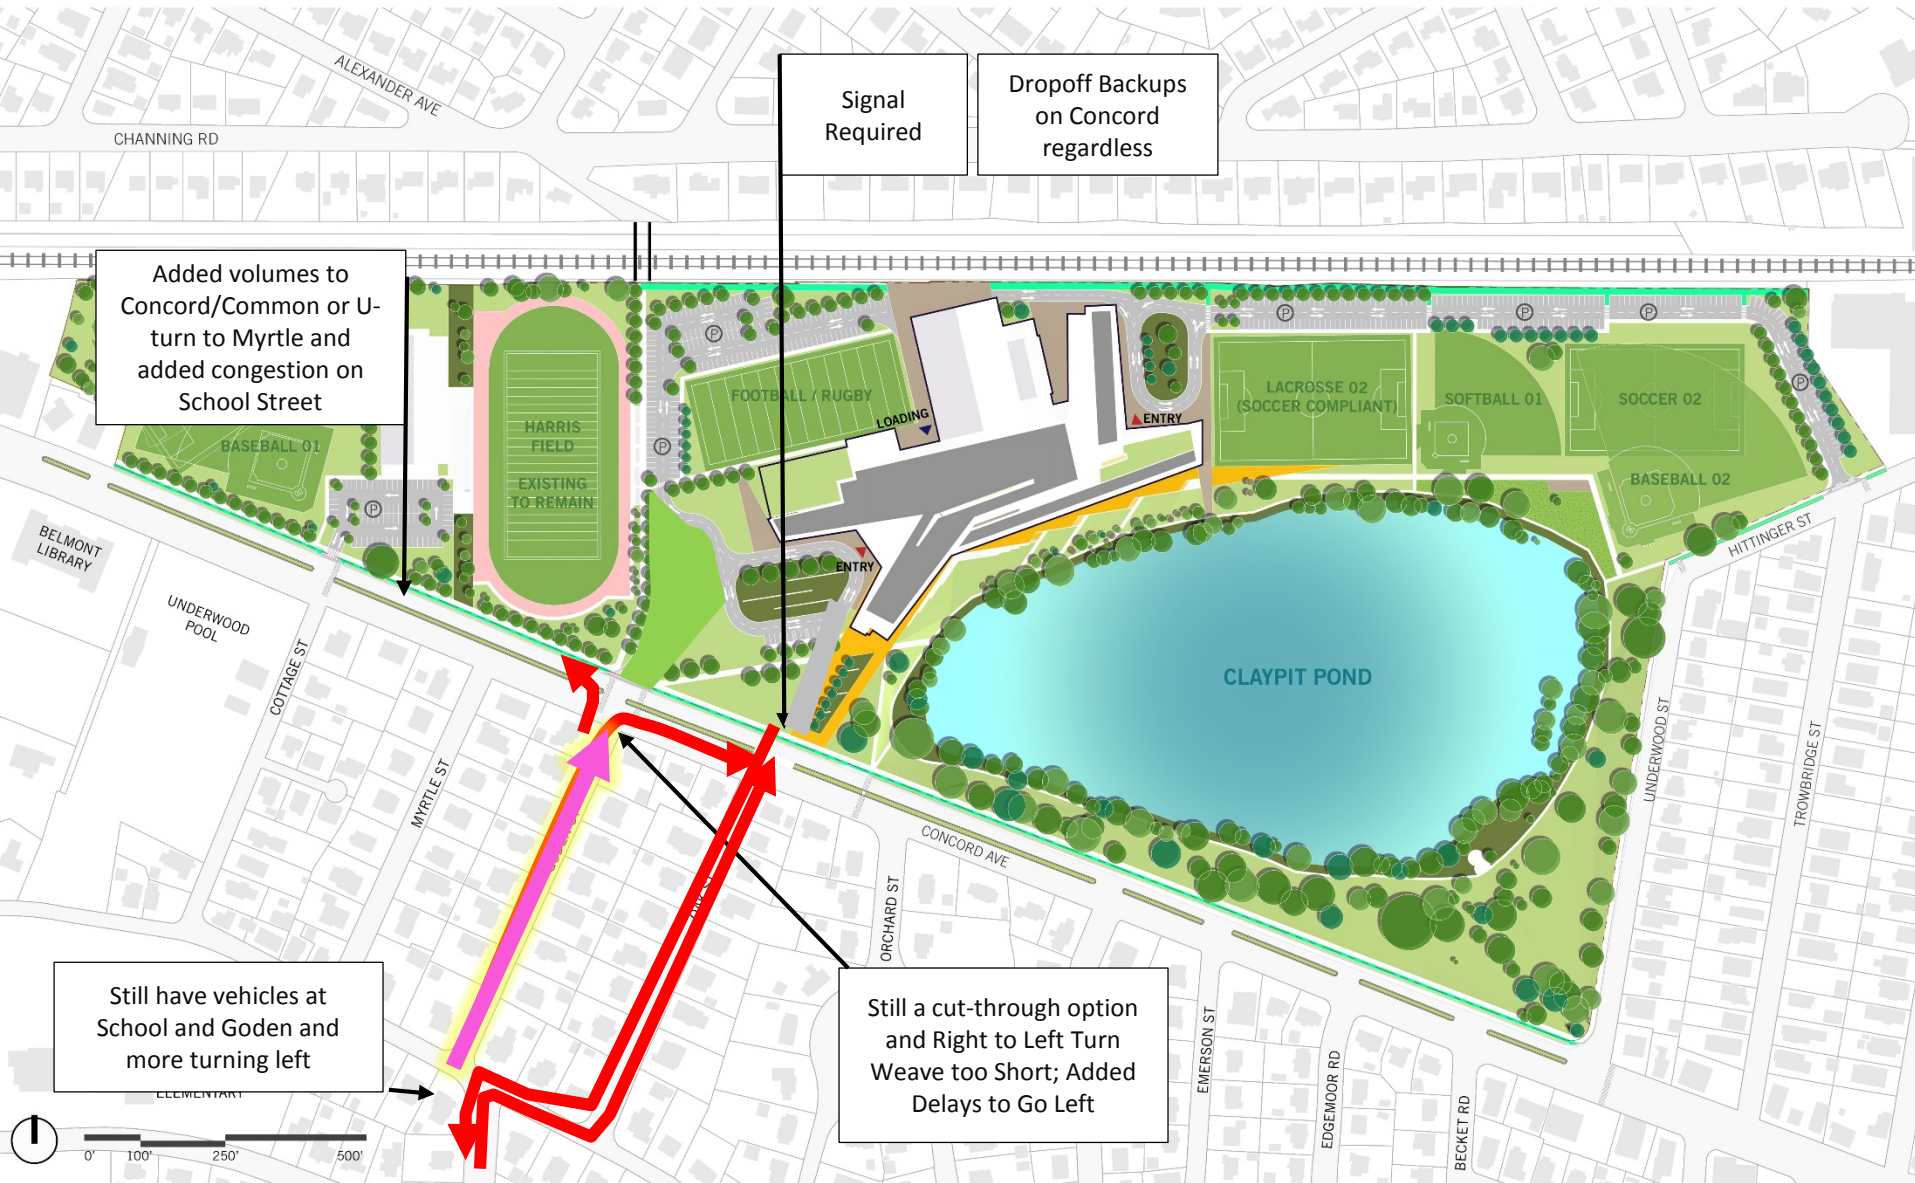 ALEXANDER AVE
CHANNING RD
Signal
Required
Dropoff Backups
on Concord
regardless
Added volumes to
Concord/Common or U-
turn to Myrtle and
added congestion on
School Street
P
P
P
P
P
P
P
FOOTBALL / RUGBY
LOADING
ENTRY
LACROSSE 02
(SOCCER COMPLIANT)
SOFTBALL 01
SOCCER 02
BASEBALL 02
BASEBALL 01
HARRIS
FIELD
EXISTING
TO REMAIN
ENTRY
BELMONT
LIBRARY
UNDERWOOD
POOL
COTTAGE ST
MYRTLE ST
CLAYPIT POND
HITTINGER ST
UNDERWOOD ST
TROWBRIDGE ST
CONCORD AVE
ORCHARD ST
EMERSON ST
EDGEMOOR RD
BECKET RD
Still have vehicles at
School and Goden and
more turning left
ELEMENTARY
Still a cut-through option
and Right to Left Turn
Weave too Short; Added
Delays to Go Left
0' 100' 250' 500'